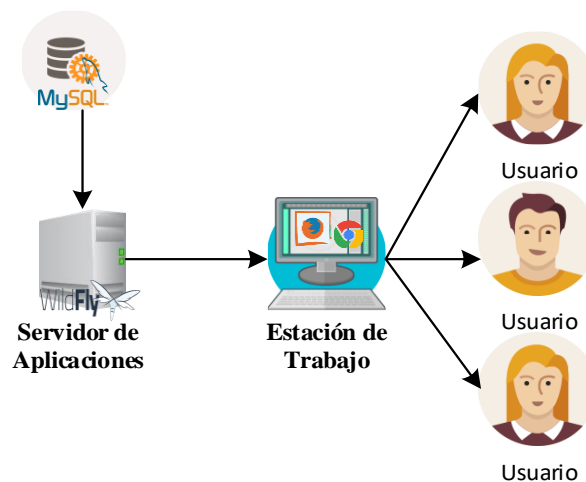 MySQL
Usuario
WildFly
Servidor de
Aplicaciones
Estación de
Trabajo
Usuario
Usuario